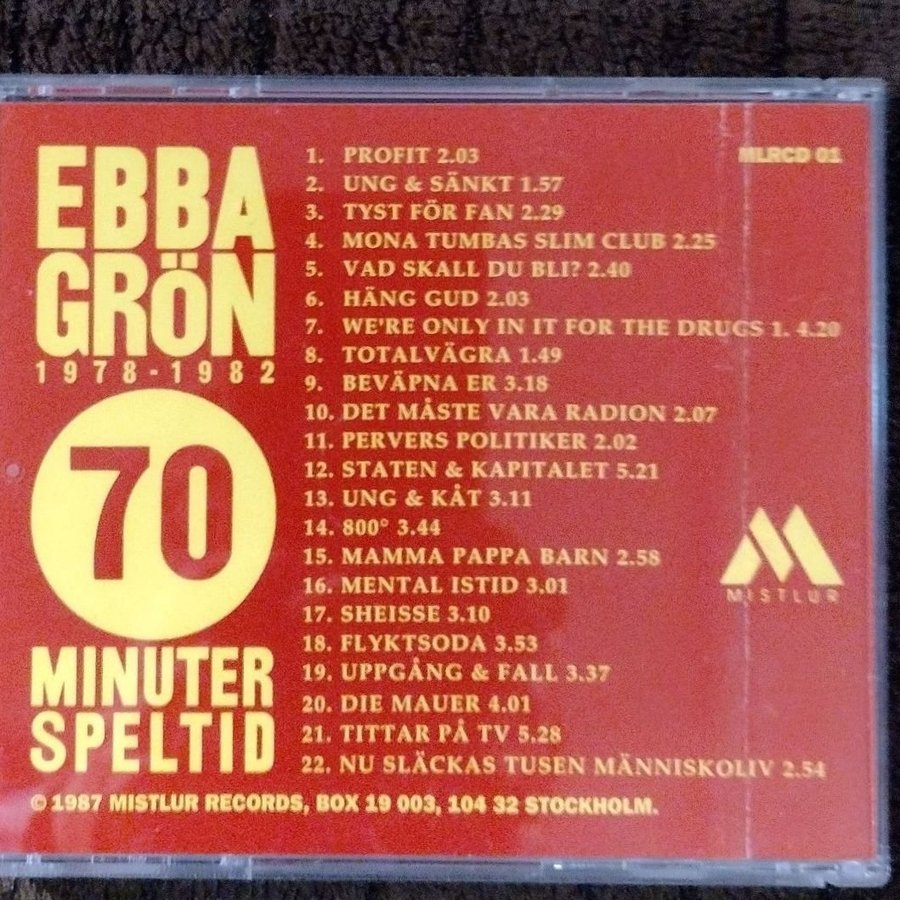 EBBA
GRÖN
1978-1982
70
MINUTER
SPELTID
1. PROFIT 2.03
2. UNG & SÄNKT 1.57
3. TYST FÖR FAN 2.29
4. MONA TUMBAS SLIM CLUB 2.25
5. VAD SKALL DU BLI? 2.40
6. HÄNG GUD 2.03
7. WE'RE ONLY IN IT FOR THE DRUGS 1. 4.20
8. TOTALVÄGRA 1.49
9. BEVÄPNA ER 3.18
10. DET MÅSTE VARA RADION 2.07
11. PERVERS POLITIKER 2.02
12. STATEN & KAPITALET 5.21
13. UNG & KÅT 3.11
14. 800° 3.44
15. MAMMA PAPPA BARN 2.58
16. MENTAL ISTID 3.01
17. SHEISSE 3.10
18. FLYKTSODA 3.53
19. UPPGÅNG & FALL 3.37
20. DIE MAUER 4.01
21. TITTAR PÅ TV 5.28
22. NU SLÄCKAS TUSEN MÄNNISKOLIV 2.54
MLRCD 01
MISTLUR
© 1987 MISTLUR RECORDS, BOX 19 003, 104 32 STOCKHOLM.